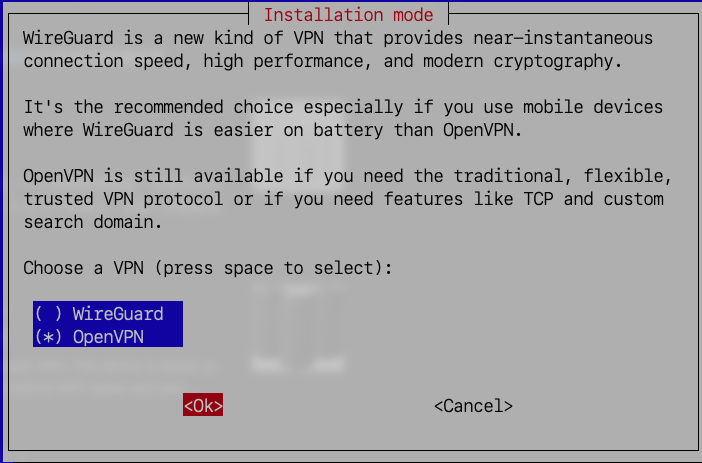 Installation mode
WireGuard is a new kind of VPN that provides near-instantaneous
connection speed, high performance, and modern cryptography.
It's the recommended choice especially if you use mobile devices
where WireGuard is easier on battery than OpenVPN.
OpenVPN is still available if you need the traditional, flexible,
trusted VPN protocol or if you need features like TCP and custom
search domain.
Choose a VPN (press space to select):
( ) WireGuard
(*) OpenVPN
<Ok> <Cancel>